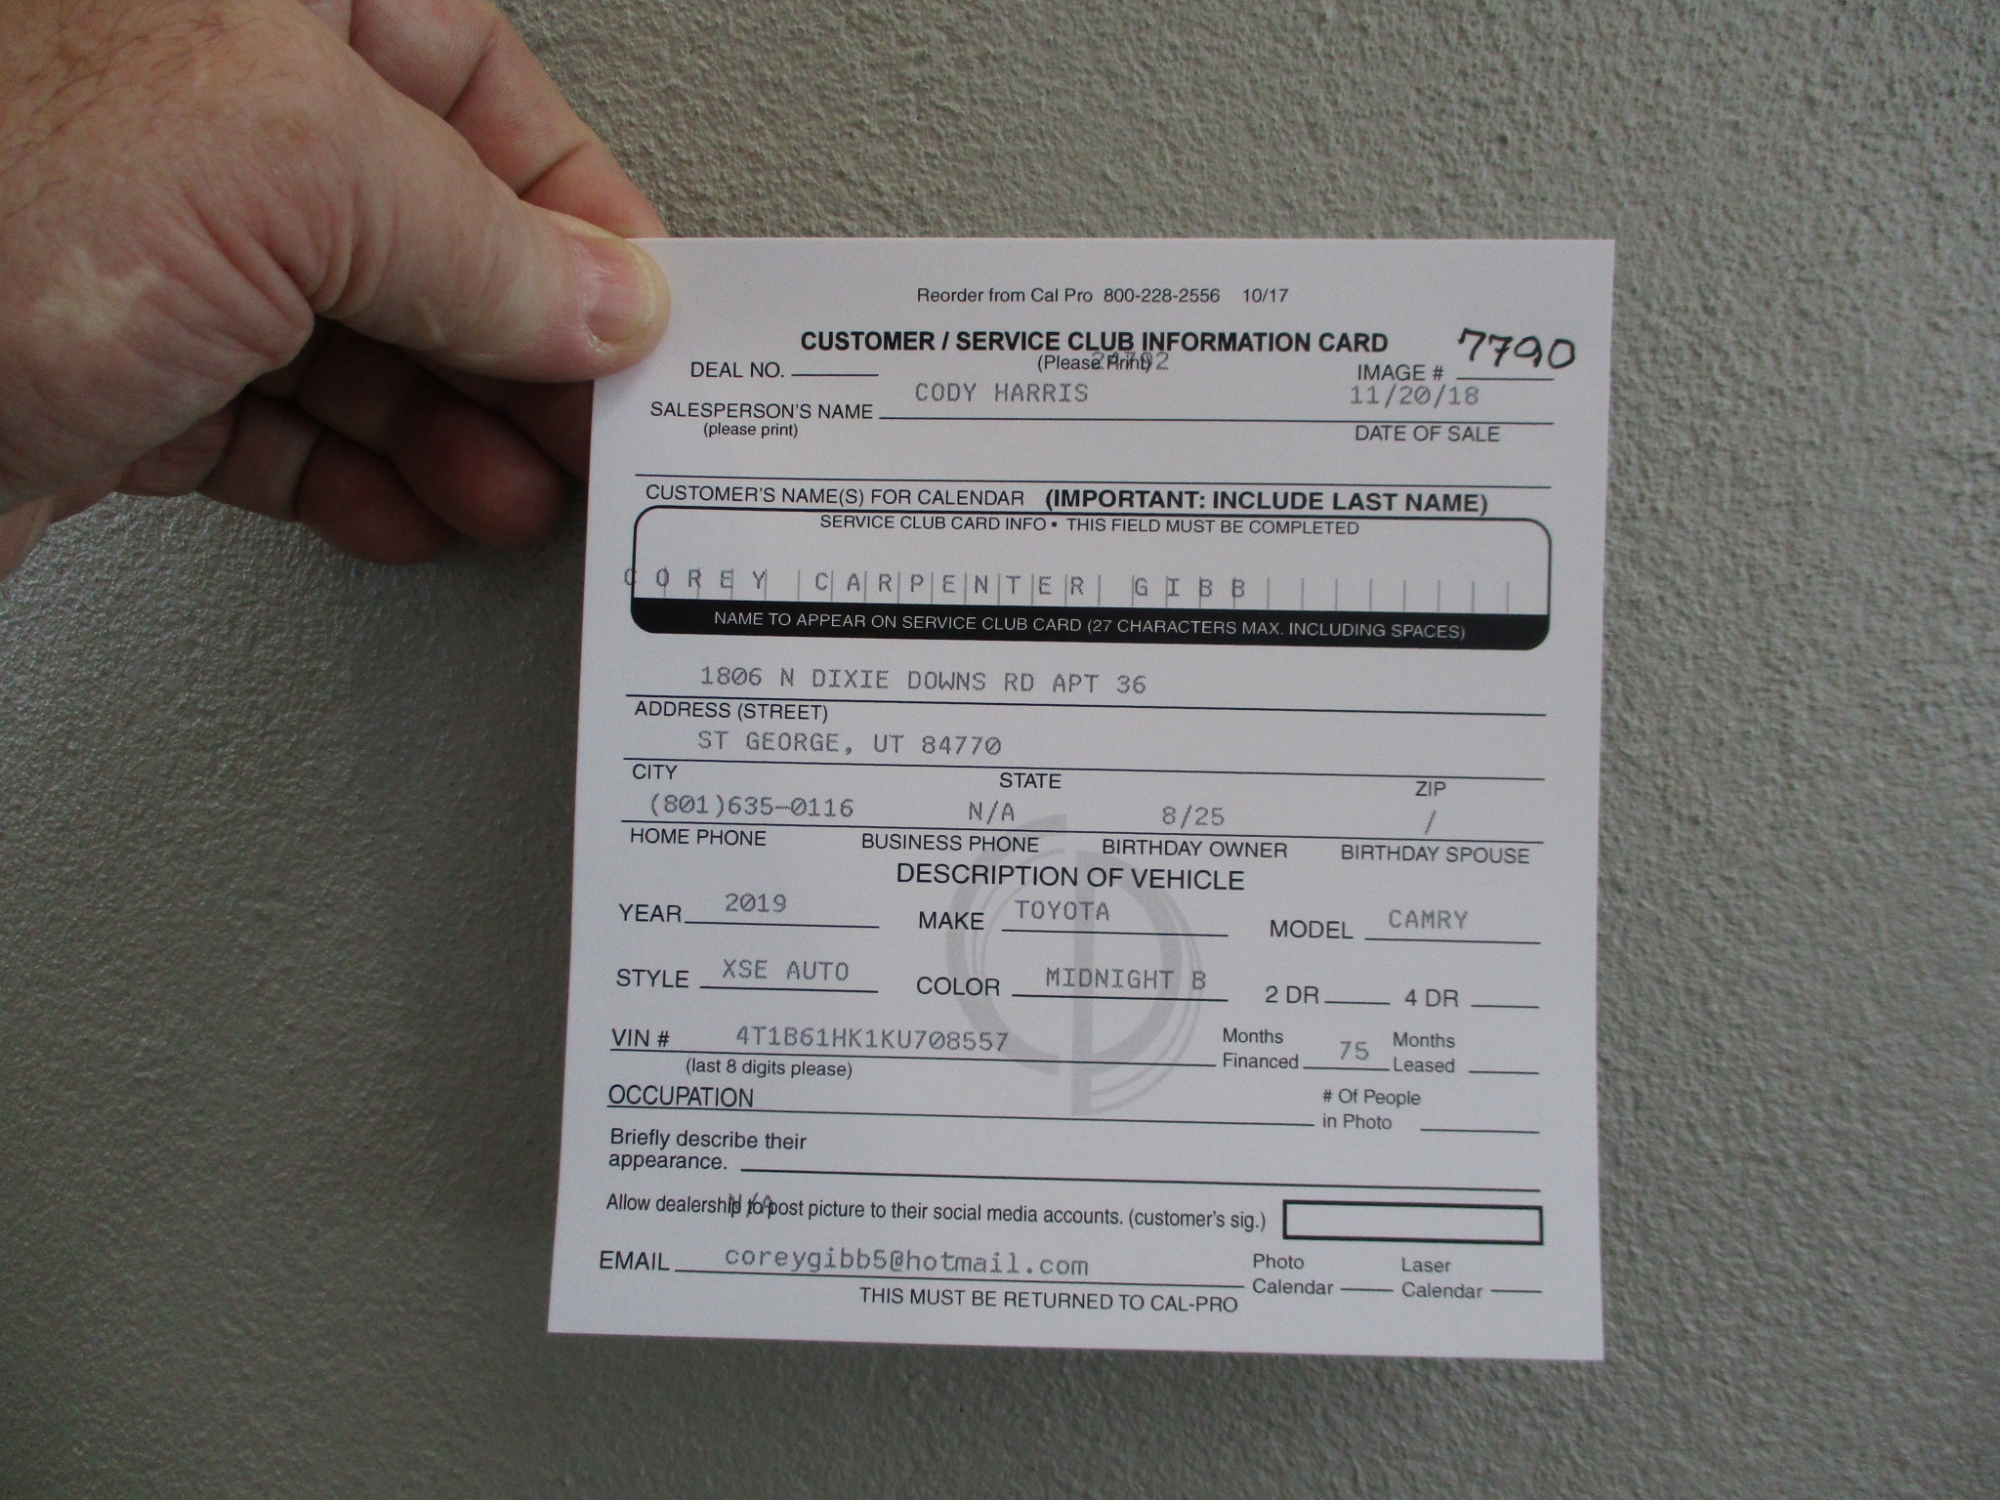 Reorder from Cal Pro 800-228-2556 10/17
CUSTOMER / SERVICE CLUB INFORMATION CARD
(Please Print)
DEAL NO. IMAGE # 7790
CODY HARRIS 11/20/18
SALESPERSON'S NAME DATE OF SALE
(please print)
CUSTOMER'S NAME(S) FOR CALENDAR (IMPORTANT: INCLUDE LAST NAME)
SERVICE CLUB CARD INFO • THIS FIELD MUST BE COMPLETED
COREY CARPENTER GIBB
NAME TO APPEAR ON SERVICE CLUB CARD (27 CHARACTERS MAX. INCLUDING SPACES)
1806 N DIXIE DOWNS RD APT 36
ADDRESS (STREET)
ST GEORGE, UT 84770
CITY STATE ZIP
(801)635-0116 N/A 8/25 /
HOME PHONE BUSINESS PHONE BIRTHDAY OWNER BIRTHDAY SPOUSE
DESCRIPTION OF VEHICLE
YEAR 2019 MAKE TOYOTA MODEL CAMRY
STYLE XSE AUTO COLOR MIDNIGHT B 2 DR 4 DR
VIN # 4T1B61HK1KU708557 Months Financed 75 Months Leased
(last 8 digits please)
OCCUPATION # Of People in Photo
Briefly describe their
appearance.
N/A
Allow dealership to post picture to their social media accounts. (customer's sig.)
EMAIL coreygibb5@hotmail.com Photo Calendar Laser Calendar
THIS MUST BE RETURNED TO CAL-PRO